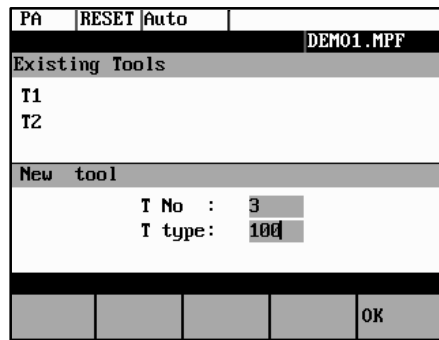 PA RESET Auto
DEMO1.MPF
Existing Tools
T1
T2
New tool
T No : 3
T type: 100
OK